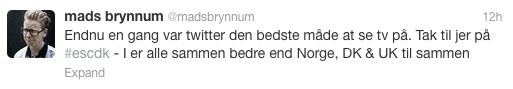 mads brynnum @madsbrynnum 12h
Endnu en gang var twitter den bedste måde at se tv på. Tak til jer på
#escdk - I er alle sammen bedre end Norge, DK & UK til sammen
Expand